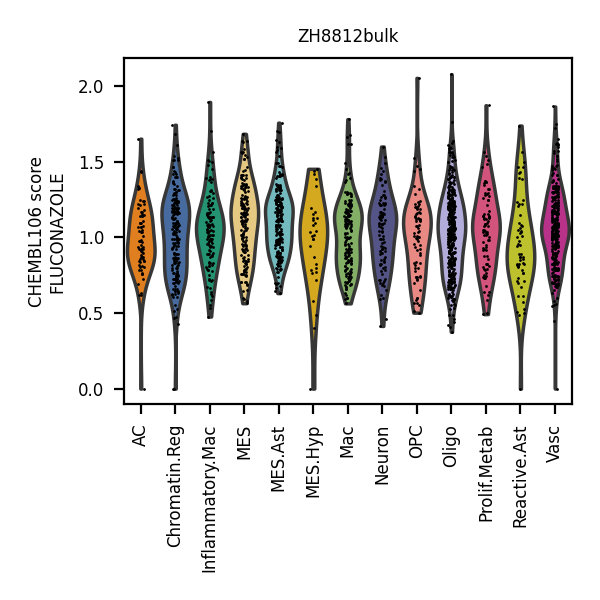 ZH8812bulk
CHEMBL106 score
FLUCONAZOLE
2.0
1.5
1.0
0.5
0.0
AC
Chromatin.Reg
Inflammatory.Mac
MES
MES.Ast
MES.Hyp
Mac
Neuron
OPC
Oligo
Prolif.Metab
Reactive.Ast
Vasc